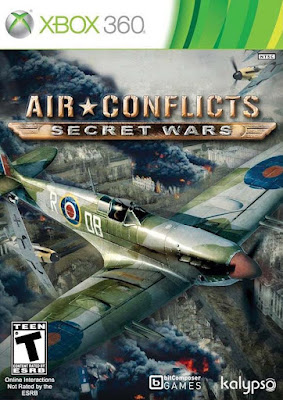 XBOX 360
NTSC
AIR CONFLICTS
SECRET WARS
R
QB
TEEN
T
CONTENT RATED BY
ESRB
Online Interactions
Not Rated by the
ESRB
bitComposer
GAMES
kalypso